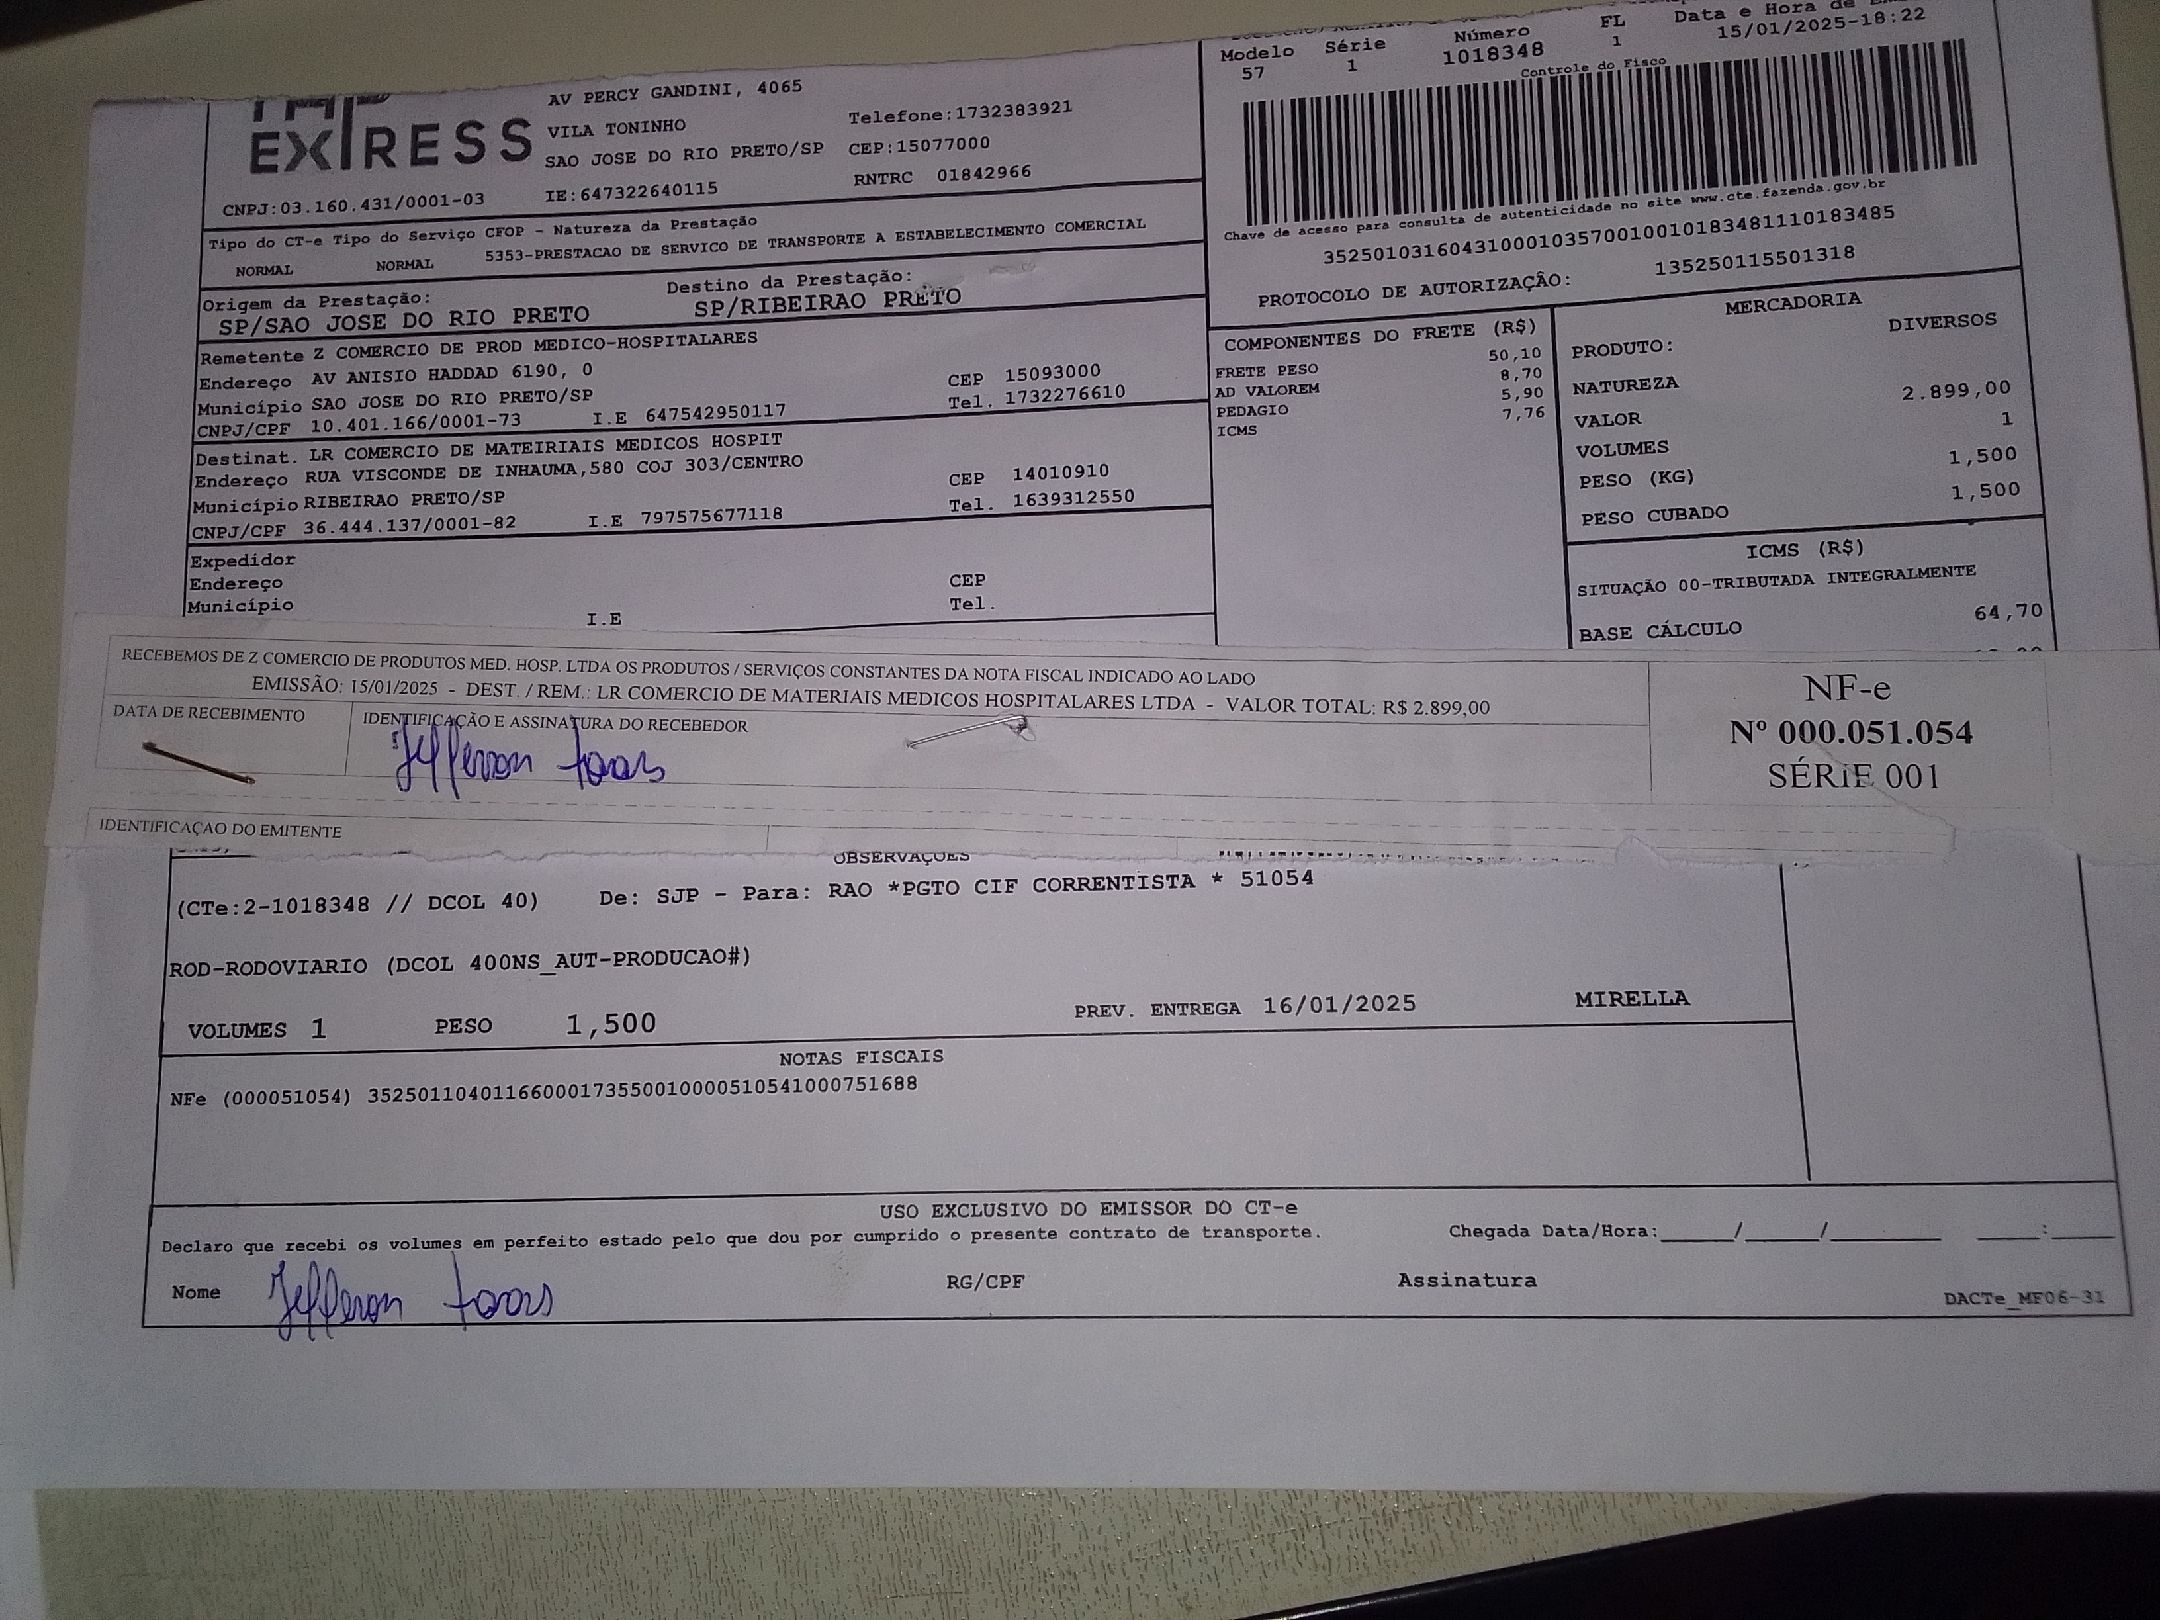 Modelo Série Número FL Data e Hora de
57 1 1018348 1 15/01/2025-18:22
Controle do Fisco
EXPRESS
AV PERCY GANDINI, 4065
VILA TONINHO Telefone:1732383921
SAO JOSE DO RIO PRETO/SP CEP:15077000
CNPJ:03.160.431/0001-03 IE:647322640115 RNTRC 01842966
Chave de acesso para consulta de autenticidade no site www.cte.fazenda.gov.br
35250103160431000103570010010183481110183485
PROTOCOLO DE AUTORIZAÇÃO: 135250115501318
Tipo do CT-e Tipo do Serviço CFOP - Natureza da Prestação
NORMAL NORMAL 5353-PRESTACAO DE SERVICO DE TRANSPORTE A ESTABELECIMENTO COMERCIAL
Origem da Prestação: Destino da Prestação:
SP/SAO JOSE DO RIO PRETO SP/RIBEIRAO PRETO
Remetente Z COMERCIO DE PROD MEDICO-HOSPITALARES
Endereço AV ANISIO HADDAD 6190, 0 CEP 15093000
Município SAO JOSE DO RIO PRETO/SP Tel. 1732276610
CNPJ/CPF 10.401.166/0001-73 I.E 647542950117
Destinat. LR COMERCIO DE MATEIRIAIS MEDICOS HOSPIT
Endereço RUA VISCONDE DE INHAUMA,580 COJ 303/CENTRO CEP 14010910
Município RIBEIRAO PRETO/SP Tel. 1639312550
CNPJ/CPF 36.444.137/0001-82 I.E 797575677118
Expedidor
Endereço CEP
Município Tel.
I.E
COMPONENTES DO FRETE (R$)
FRETE PESO 50,10
AD VALOREM 8,70
PEDAGIO 5,90
ICMS 7,76
MERCADORIA
PRODUTO: DIVERSOS
NATUREZA
VALOR 2.899,00
VOLUMES 1
PESO (KG) 1,500
PESO CUBADO 1,500
ICMS (R$)
SITUAÇÃO 00-TRIBUTADA INTEGRALMENTE
BASE CÁLCULO 64,70
RECEBEMOS DE Z COMERCIO DE PRODUTOS MED. HOSP. LTDA OS PRODUTOS / SERVIÇOS CONSTANTES DA NOTA FISCAL INDICADO AO LADO
EMISSÃO: 15/01/2025 - DEST. / REM.: LR COMERCIO DE MATERIAIS MEDICOS HOSPITALARES LTDA - VALOR TOTAL: R$ 2.899,00
DATA DE RECEBIMENTO IDENTIFICAÇÃO E ASSINATURA DO RECEBEDOR
Jefferson
NF-e
Nº 000.051.054
SÉRIE 001
IDENTIFICAÇAO DO EMITENTE
OBSERVAÇÕES
(CTe:2-1018348 // DCOL 40) De: SJP - Para: RAO *PGTO CIF CORRENTISTA * 51054
ROD-RODOVIARIO (DCOL 400NS_AUT-PRODUCAO#)
VOLUMES 1 PESO 1,500 PREV. ENTREGA 16/01/2025 MIRELLA
NOTAS FISCAIS
NFe (000051054) 35250110401166000173550010000510541000751688
USO EXCLUSIVO DO EMISSOR DO CT-e
Declaro que recebi os volumes em perfeito estado pelo que dou por cumprido o presente contrato de transporte. Chegada Data/Hora:_____/_____/_______ ____:____
Nome Jefferson RG/CPF Assinatura
DACTe_MF06-31